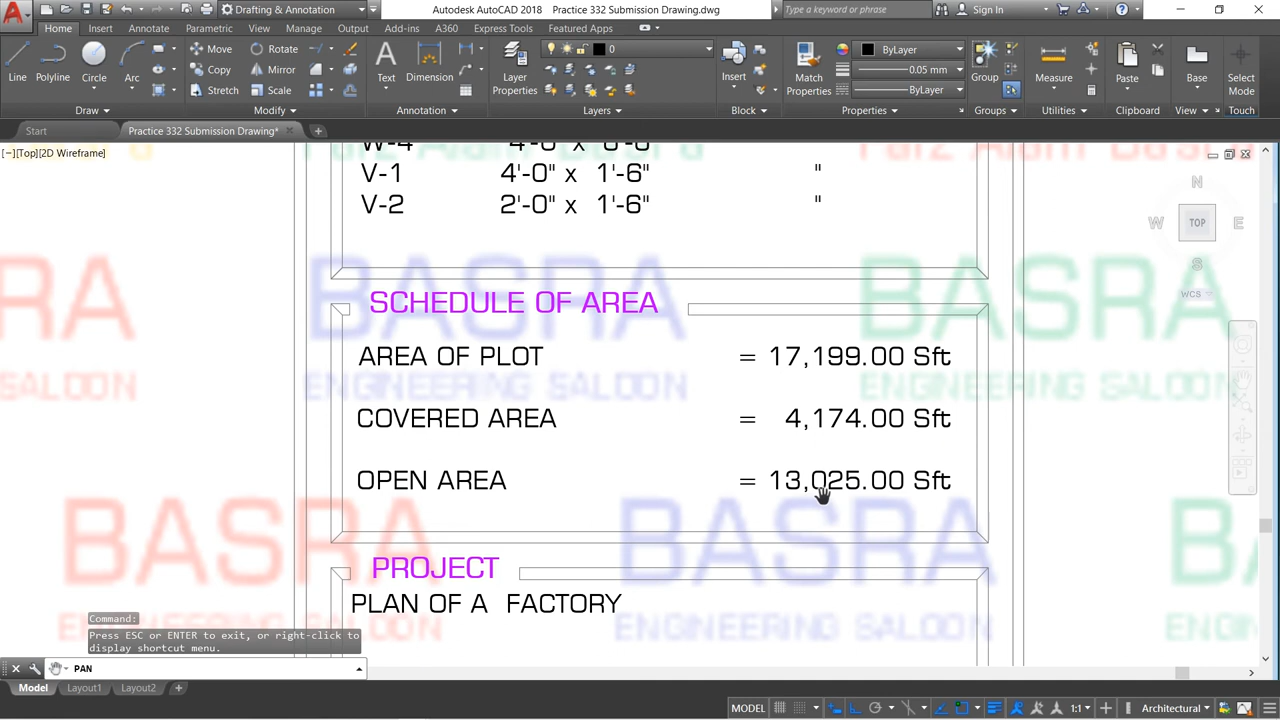 Drafting & Annotation
Autodesk AutoCAD 2018 Practice 332 Submission Drawing.dwg
Type a keyword or phrase
Sign In
Home Insert Annotate Parametric View Manage Output Add-ins A360 Express Tools Featured Apps
Line
Polyline
Circle
Arc
Move
Rotate
Copy
Mirror
Stretch
Scale
Text
Dimension
Layer
Properties
0
Insert
Match
Properties
ByLayer
0.05 mm
ByLayer
Group
Measure
Paste
Base
Select
Mode
Draw
Modify
Annotation
Layers
Block
Properties
Groups
Utilities
Clipboard
View
Touch
Start
Practice 332 Submission Drawing*
[−][Top][2D Wireframe]
V-1 4'-0" x 1'-6" "
V-2 2'-0" x 1'-6" "
N
W TOP E
S
WCS
SCHEDULE OF AREA
AREA OF PLOT = 17,199.00 Sft
COVERED AREA = 4,174.00 Sft
OPEN AREA = 13,025.00 Sft
PROJECT
PLAN OF A FACTORY
BASRA
BASRA
ENGINEERING SALOON
ENGINEERING SALOON
BASRA
BASRA
Command:
Press ESC or ENTER to exit, or right-click to
display shortcut menu.
PAN
Model Layout1 Layout2
MODEL
1:1
Architectural